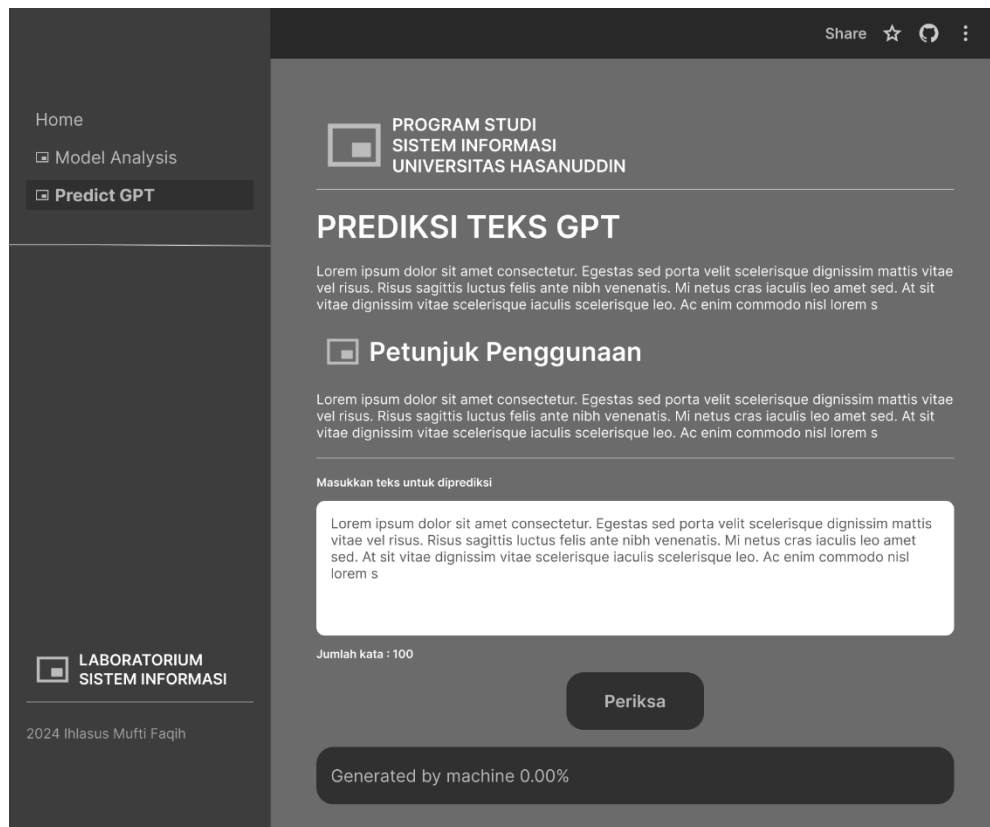 Share
Home
Model Analysis
Predict GPT
PROGRAM STUDI
SISTEM INFORMASI
UNIVERSITAS HASANUDDIN
PREDIKSI TEKS GPT
Lorem ipsum dolor sit amet consectetur. Egestas sed porta velit scelerisque dignissim mattis vitae
vel risus. Risus sagittis luctus felis ante nibh venenatis. Mi netus cras iaculis leo amet sed. At sit
vitae dignissim vitae scelerisque iaculis scelerisque leo. Ac enim commodo nisl lorem s
Petunjuk Penggunaan
Lorem ipsum dolor sit amet consectetur. Egestas sed porta velit scelerisque dignissim mattis vitae
vel risus. Risus sagittis luctus felis ante nibh venenatis. Mi netus cras iaculis leo amet sed. At sit
vitae dignissim vitae scelerisque iaculis scelerisque leo. Ac enim commodo nisl lorem s
Masukkan teks untuk diprediksi
Lorem ipsum dolor sit amet consectetur. Egestas sed porta velit scelerisque dignissim mattis
vitae vel risus. Risus sagittis luctus felis ante nibh venenatis. Mi netus cras iaculis leo amet
sed. At sit vitae dignissim vitae scelerisque iaculis scelerisque leo. Ac enim commodo nisl
lorem s
Jumlah kata : 100
Periksa
Generated by machine 0.00%
LABORATORIUM
SISTEM INFORMASI
2024 Ihlasus Mufti Faqih